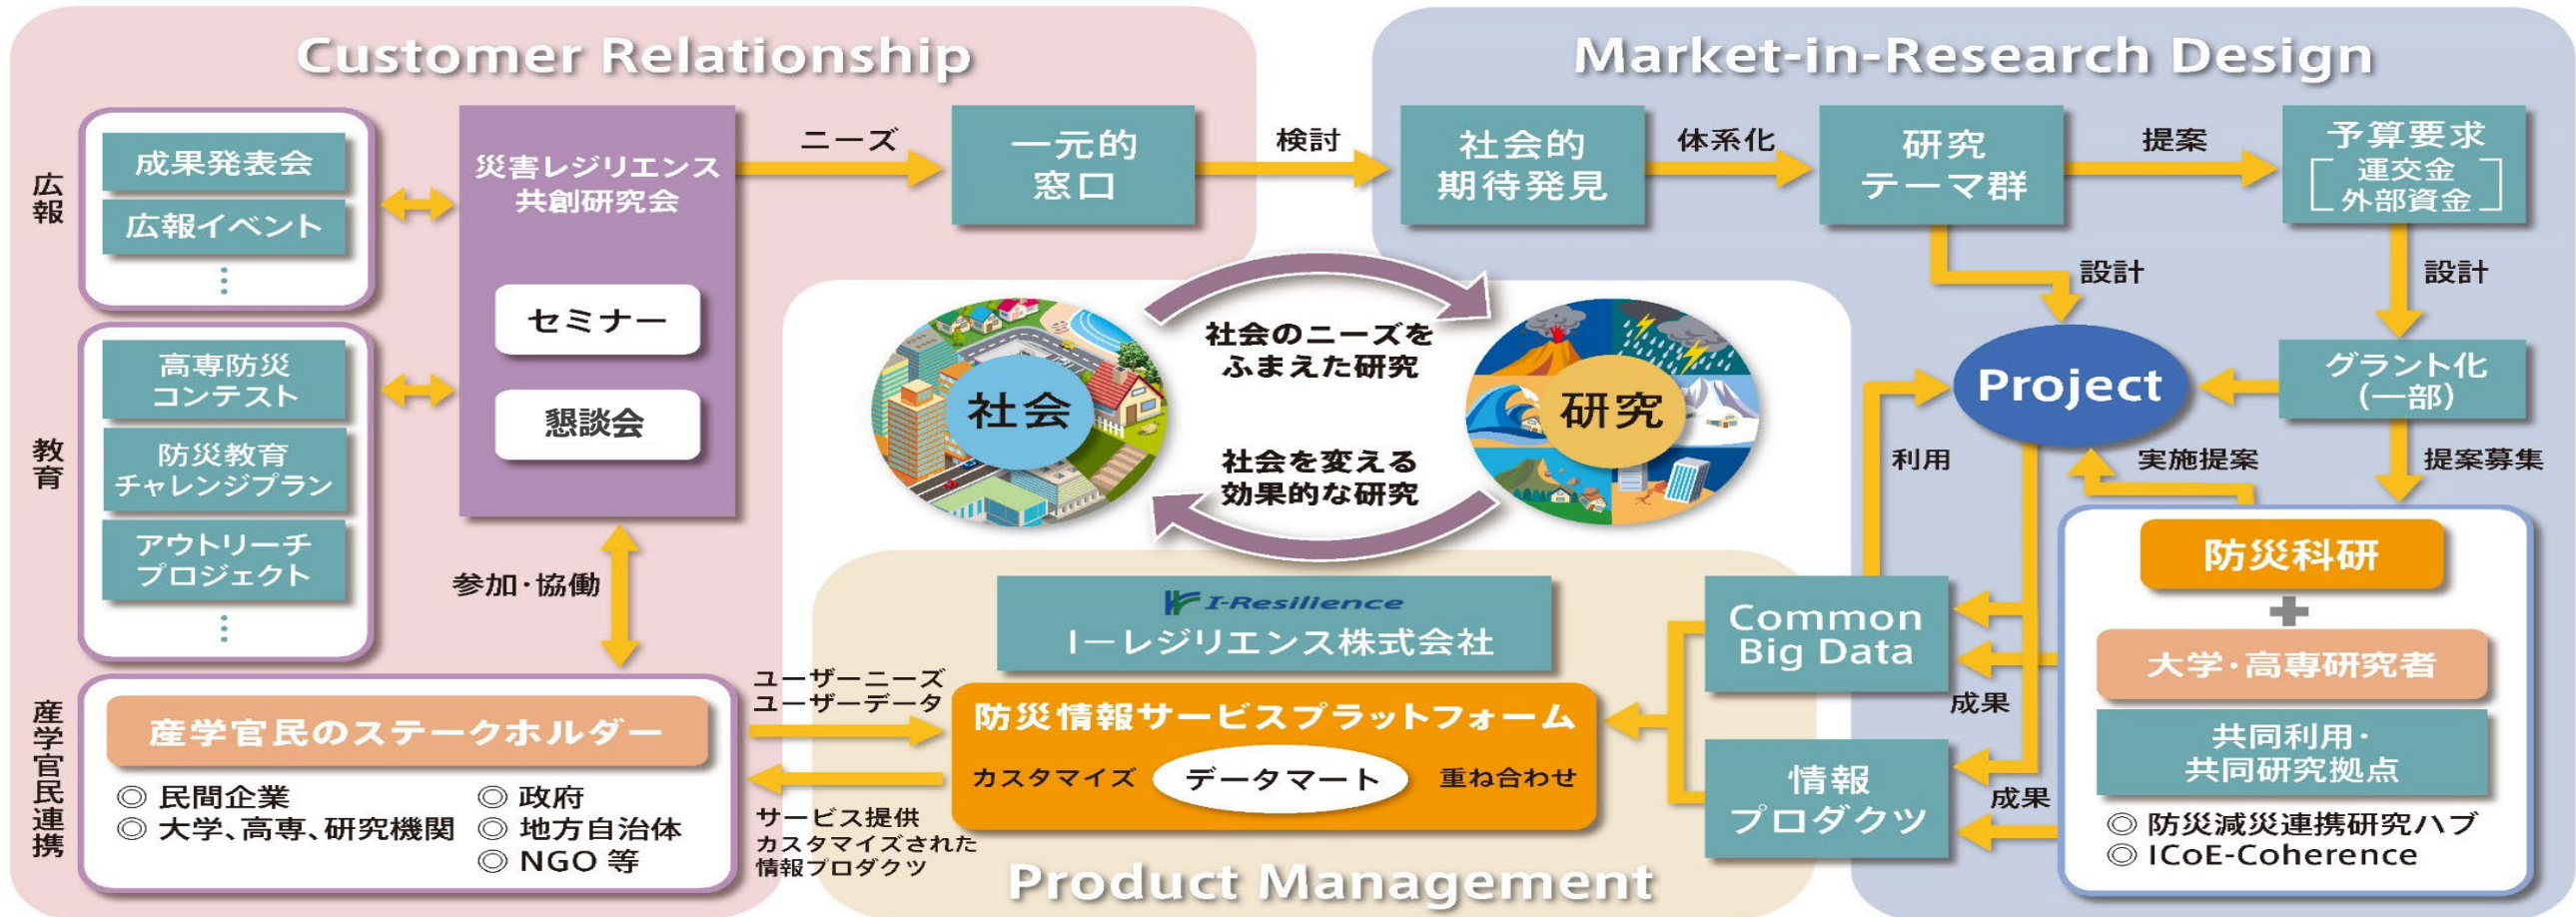 Customer Relationship
Market-in-Research Design
広報
成果発表会
広報イベント
⋮
教育
高専防災
コンテスト
防災教育
チャレンジプラン
アウトリーチ
プロジェクト
⋮
災害レジリエンス
共創研究会
セミナー
懇談会
ニーズ
一元的
窓口
検討
社会的
期待発見
体系化
研究
テーマ群
提案
予算要求
運交金
外部資金
設計
設計
社会のニーズを
ふまえた研究
社会
研究
社会を変える
効果的な研究
Project
グラント化
(一部)
利用
実施提案
提案募集
参加・協働
産学官民連携
産学官民のステークホルダー
◎ 民間企業
◎ 大学、高専、研究機関
◎ 政府
◎ 地方自治体
◎ NGO 等
ユーザーニーズ
ユーザーデータ
サービス提供
カスタマイズされた
情報プロダクツ
I-Resilience
I―レジリエンス株式会社
防災情報サービスプラットフォーム
カスタマイズ
データマート
重ね合わせ
Product Management
Common
Big Data
成果
情報
プロダクツ
成果
防災科研
+
大学・高専研究者
共同利用・
共同研究拠点
◎ 防災減災連携研究ハブ
◎ ICoE-Coherence